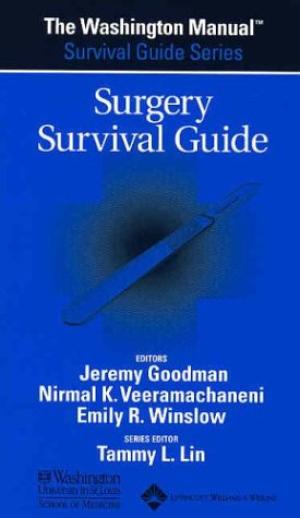 The Washington Manual™
Survival Guide Series
Surgery
Survival Guide
EDITORS
Jeremy Goodman
Nirmal K. Veeramachaneni
Emily R. Winslow
SERIES EDITOR
Tammy L. Lin
Washington
University in St. Louis
SCHOOL OF MEDICINE
LIPPINCOTT WILLIAMS & WILKINS